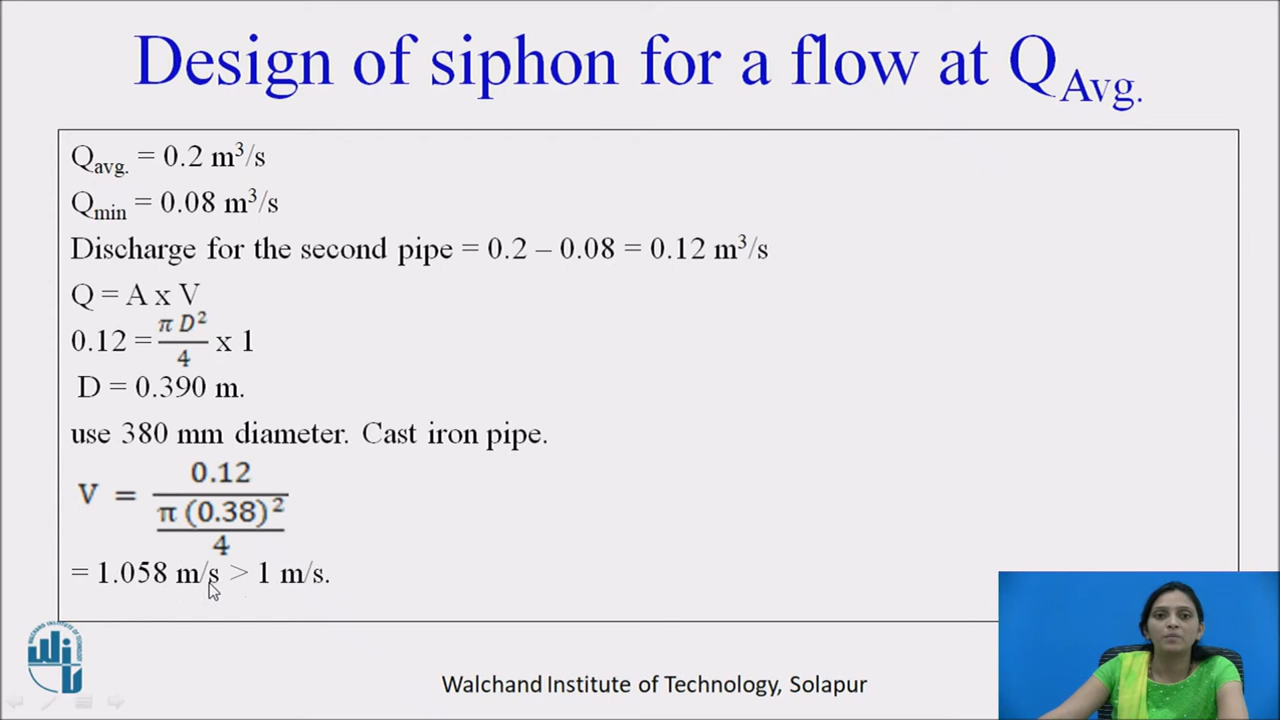 Design of siphon for a flow at Q_Avg.
Q_avg. = 0.2 m³/s
Q_min = 0.08 m³/s
Discharge for the second pipe = 0.2 – 0.08 = 0.12 m³/s
Q = A x V
0.12 = π D²/4 x 1
D = 0.390 m.
use 380 mm diameter. Cast iron pipe.
V = 0.12 / (π (0.38)²/4)
= 1.058 m/s > 1 m/s.
Walchand Institute of Technology, Solapur